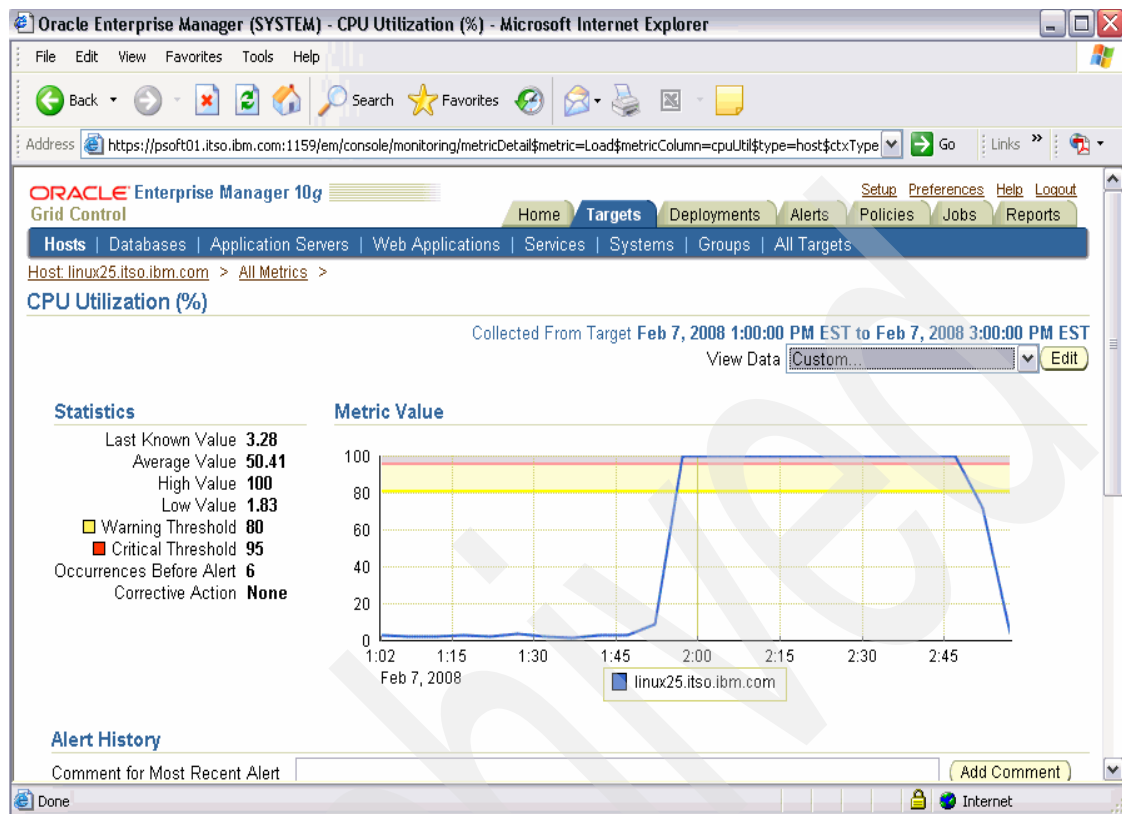 Oracle Enterprise Manager (SYSTEM) - CPU Utilization (%) - Microsoft Internet Explorer
File Edit View Favorites Tools Help
Back Search Favorites
Address https://psoft01.itso.ibm.com:1159/em/console/monitoring/metricDetail$metric=Load$metricColumn=cpuUtil$type=host$ctxType Go Links »
ORACLE Enterprise Manager 10g
Grid Control
Setup Preferences Help Logout
Home Targets Deployments Alerts Policies Jobs Reports
Hosts | Databases | Application Servers | Web Applications | Services | Systems | Groups | All Targets
Host: linux25.itso.ibm.com > All Metrics >
CPU Utilization (%)
Collected From Target Feb 7, 2008 1:00:00 PM EST to Feb 7, 2008 3:00:00 PM EST
View Data Custom... Edit
Statistics
Last Known Value 3.28
Average Value 50.41
High Value 100
Low Value 1.83
Warning Threshold 80
Critical Threshold 95
Occurrences Before Alert 6
Corrective Action None
Metric Value
100
80
60
40
20
0
1:02 1:15 1:30 1:45 2:00 2:15 2:30 2:45
Feb 7, 2008
linux25.itso.ibm.com
Alert History
Comment for Most Recent Alert Add Comment
Done Internet